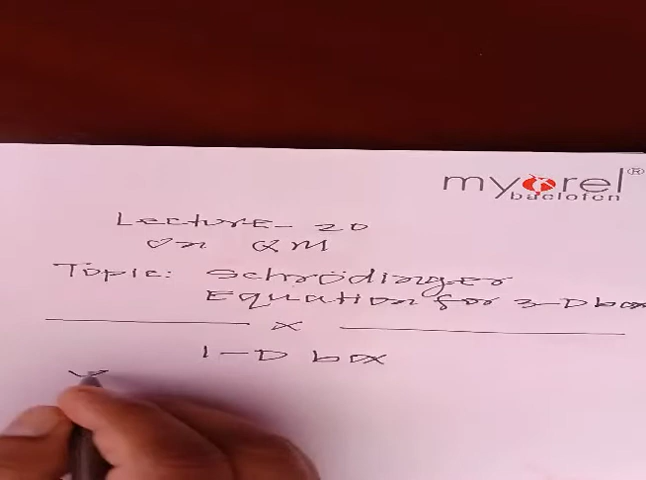 myorel®
baclofen
Lecture- 20
on QM
Topic: Schrödinger
Equation for 3-D box
x
1-D box